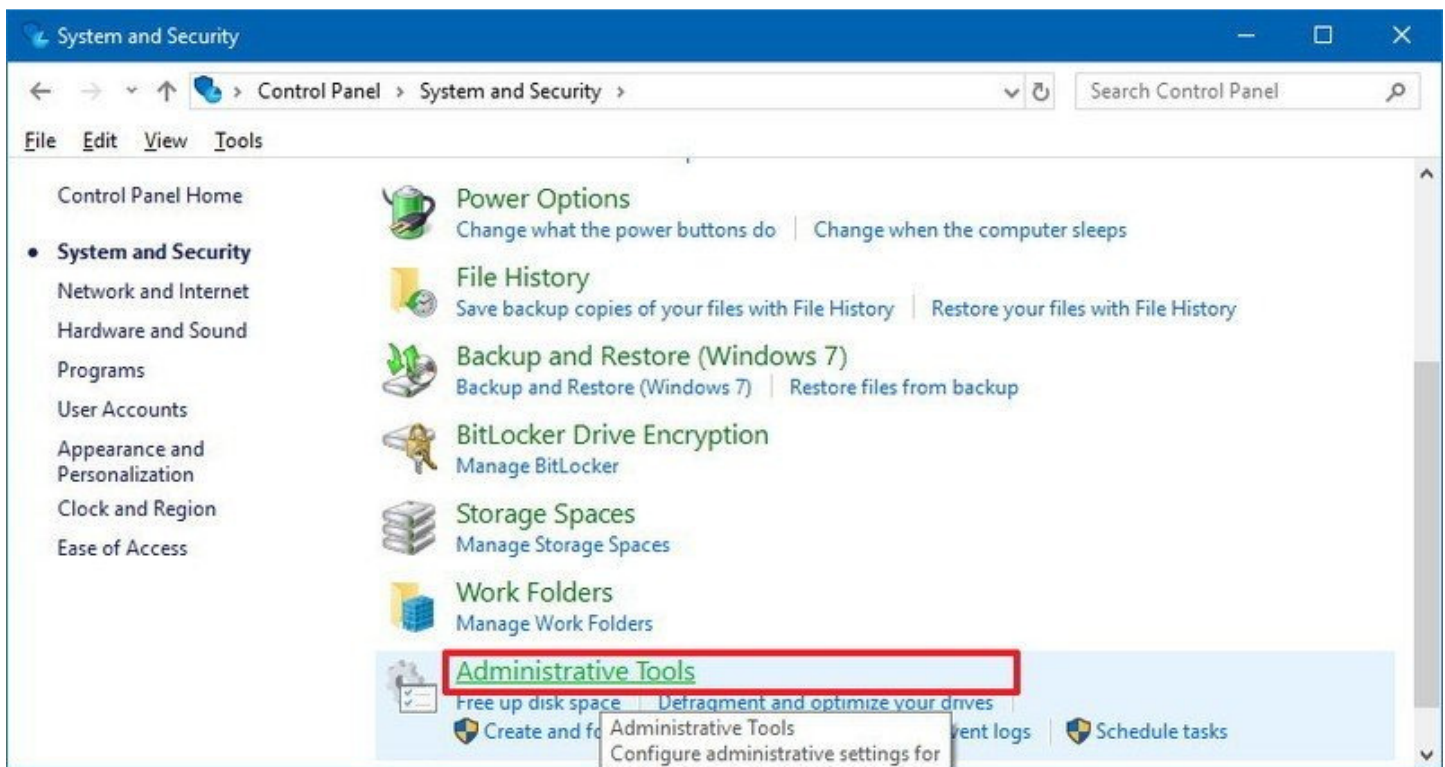 System and Security
Control Panel > System and Security >
Search Control Panel
File Edit View Tools
Control Panel Home
System and Security
Network and Internet
Hardware and Sound
Programs
User Accounts
Appearance and
Personalization
Clock and Region
Ease of Access
Power Options
Change what the power buttons do | Change when the computer sleeps
File History
Save backup copies of your files with File History | Restore your files with File History
Backup and Restore (Windows 7)
Backup and Restore (Windows 7) | Restore files from backup
BitLocker Drive Encryption
Manage BitLocker
Storage Spaces
Manage Storage Spaces
Work Folders
Manage Work Folders
Administrative Tools
Free up disk space | Defragment and optimize your drives
Create and fo
vent logs | Schedule tasks
Administrative Tools
Configure administrative settings for